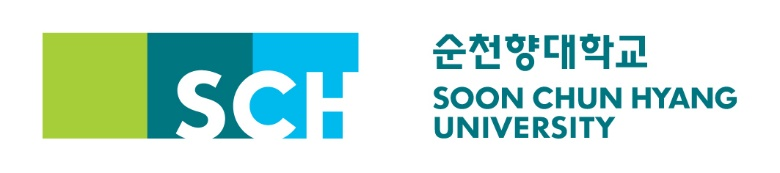 SCH
순천향대학교
SOON CHUN HYANG
UNIVERSITY